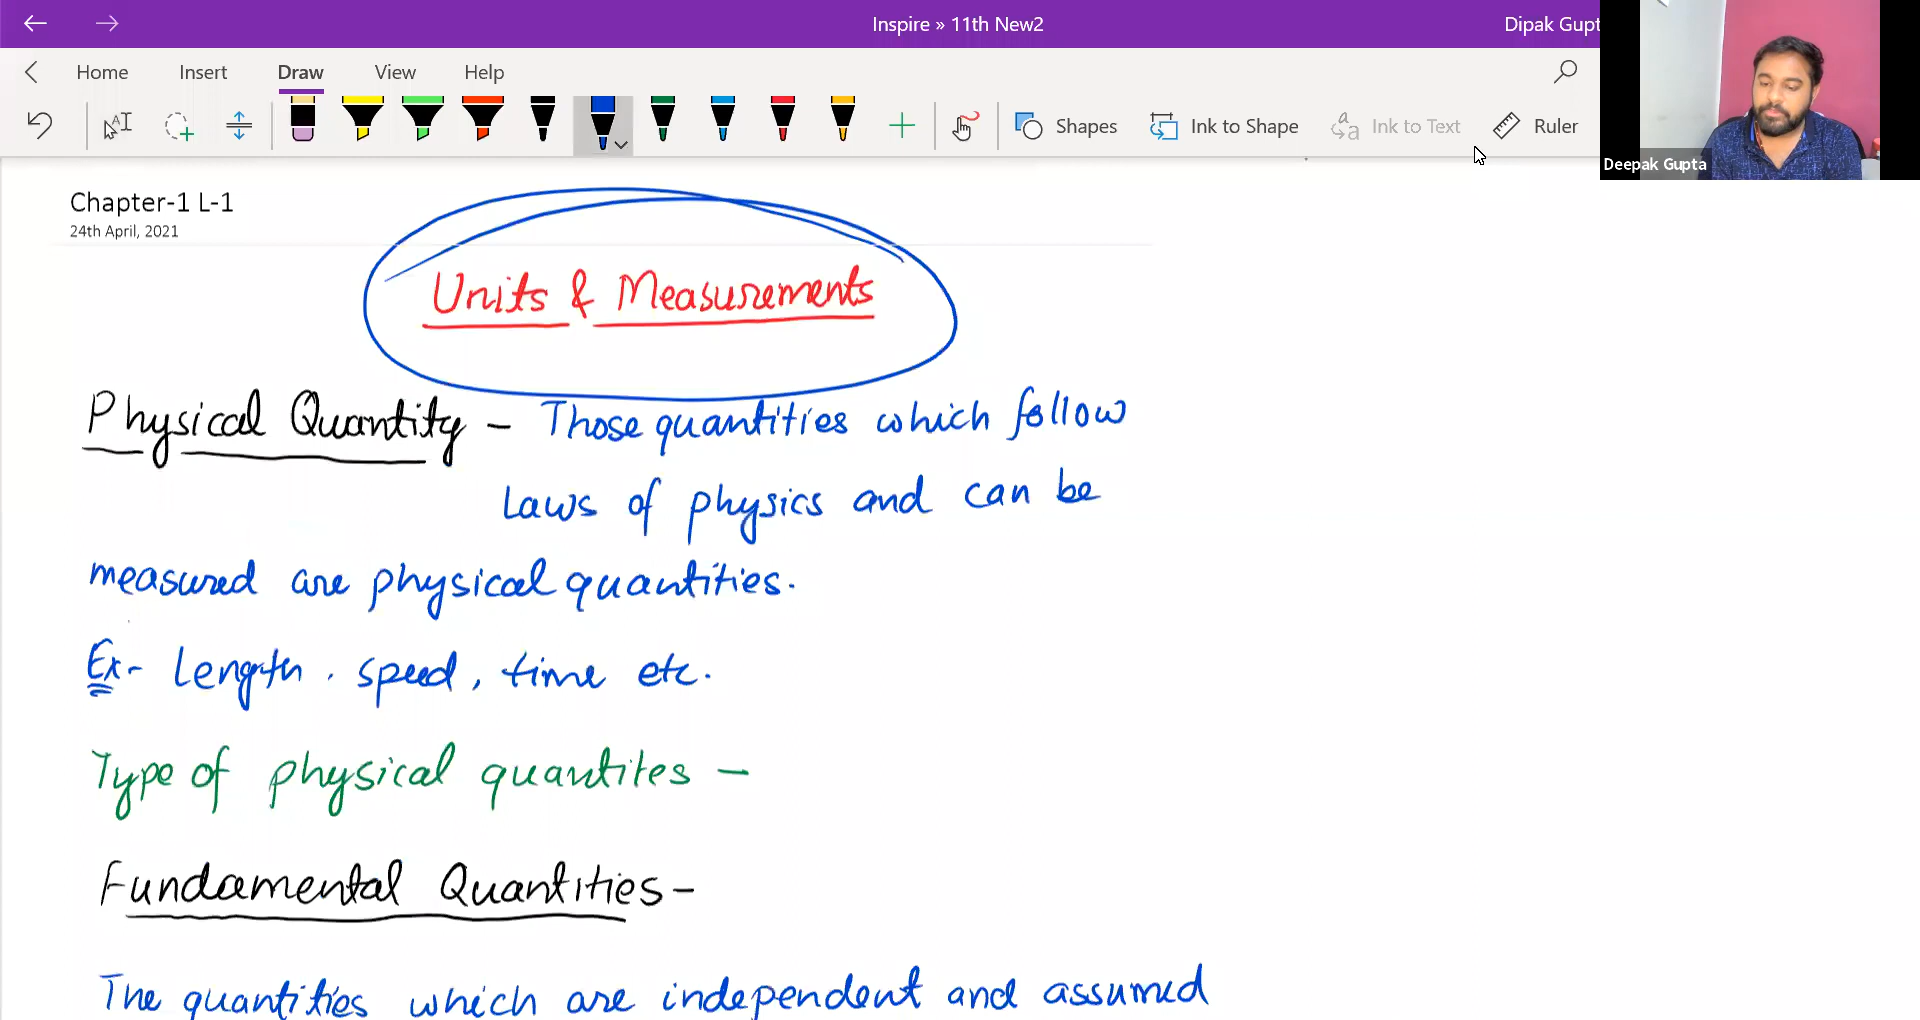 Inspire » 11th New2
Dipak Gupt
Home Insert Draw View Help
Shapes Ink to Shape Ink to Text Ruler
Deepak Gupta
Chapter-1 L-1
24th April, 2021
Units & Measurements
Physical Quantity - Those quantities which follow
Laws of physics and can be
measured are physical quantities.
Ex- Length, speed, time etc.
Type of physical quantites -
Fundamental Quantities-
The quantities which are independent and assumed